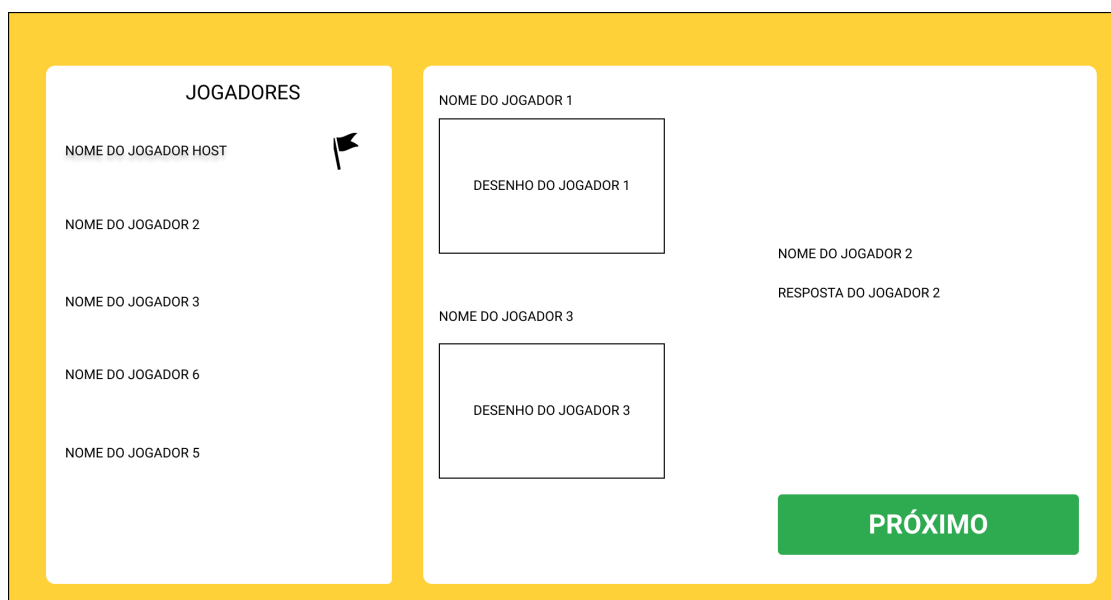 JOGADORES
NOME DO JOGADOR HOST
NOME DO JOGADOR 2
NOME DO JOGADOR 3
NOME DO JOGADOR 6
NOME DO JOGADOR 5
NOME DO JOGADOR 1
DESENHO DO JOGADOR 1
NOME DO JOGADOR 2
RESPOSTA DO JOGADOR 2
NOME DO JOGADOR 3
DESENHO DO JOGADOR 3
PRÓXIMO